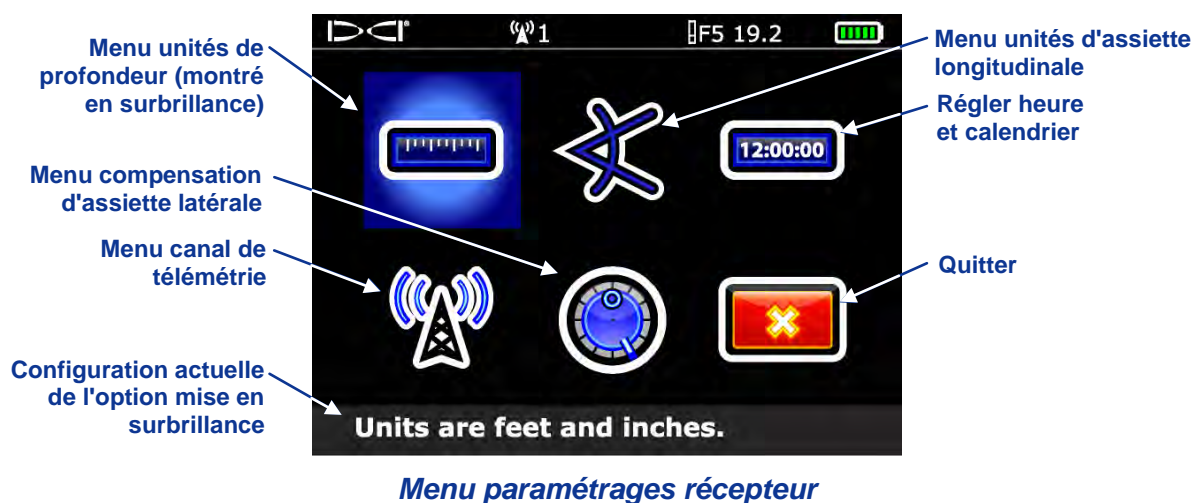 1
F5 19.2
Menu unités de
profondeur (montré
en surbrillance)
Menu unités d'assiette
longitudinale
Régler heure
et calendrier
12:00:00
Menu compensation
d'assiette latérale
Menu canal de
télémétrie
Quitter
Configuration actuelle
de l'option mise en
surbrillance
Units are feet and inches.
Menu paramétrages récepteur